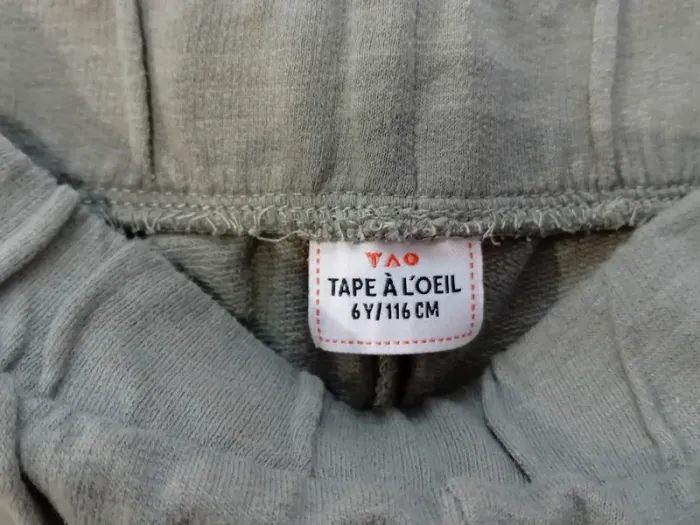 TAO
TAPE À L'OEIL
6Y/116 CM